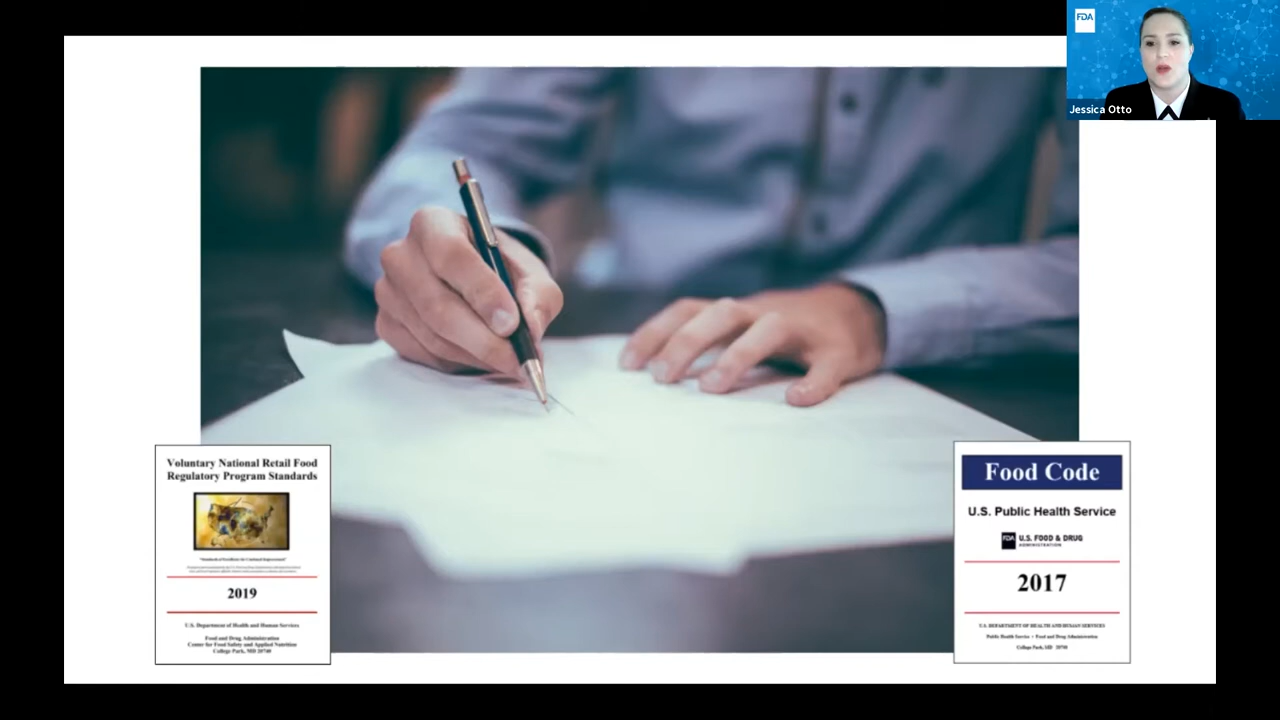 FDA
Jessica Otto
Voluntary National Retail Food
Regulatory Program Standards
2019
U.S. Department of Health and Human Services
Food and Drug Administration
Center for Food Safety and Applied Nutrition
College Park, MD 20740
Food Code
U.S. Public Health Service
FDA U.S. FOOD & DRUG
ADMINISTRATION
2017
U.S. DEPARTMENT OF HEALTH AND HUMAN SERVICES
Public Health Service • Food and Drug Administration
College Park, MD 20740